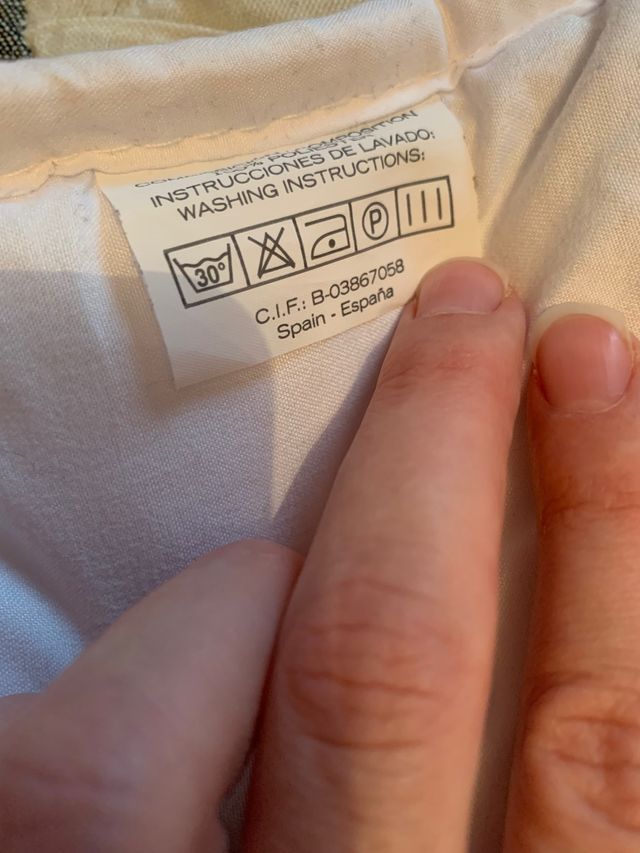 INSTRUCCIONES DE LAVADO:
WASHING INSTRUCTIONS:
30° P
C.I.F.: B-03867058
Spain - España